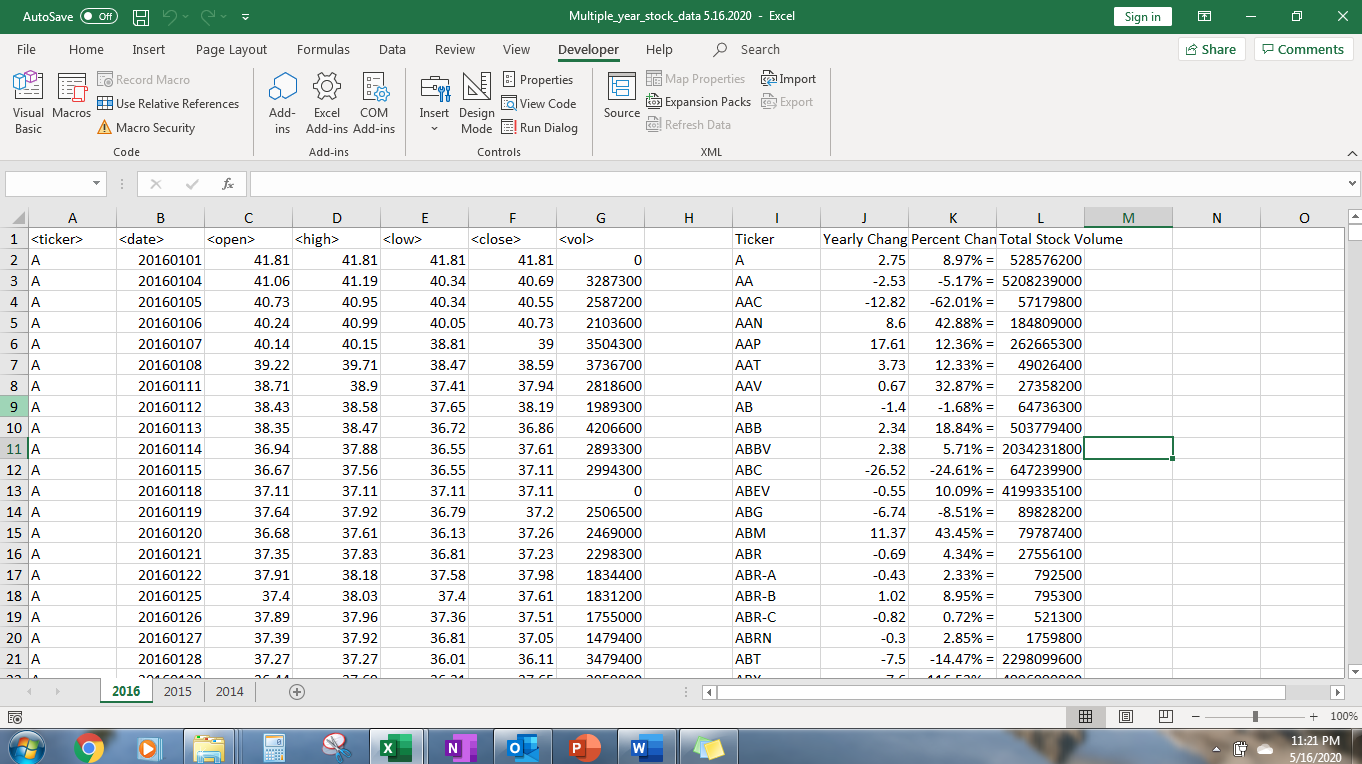 AutoSave Off Multiple_year_stock_data 5.16.2020 - Excel Sign in
File Home Insert Page Layout Formulas Data Review View Developer Help Search Share Comments
Visual Basic Macros Record Macro Use Relative References Macro Security
Code
Add-ins Excel Add-ins COM Add-ins
Add-ins
Insert Design Mode Properties View Code Run Dialog
Controls
Source Map Properties Expansion Packs Refresh Data Import Export
XML
fx
A B C D E F G H I J K L M N O
1 <ticker> <date> <open> <high> <low> <close> <vol> Ticker Yearly Chang Percent Chan Total Stock Volume
2 A 20160101 41.81 41.81 41.81 41.81 0 A 2.75 8.97% = 528576200
3 A 20160104 41.06 41.19 40.34 40.69 3287300 AA -2.53 -5.17% = 5208239000
4 A 20160105 40.73 40.95 40.34 40.55 2587200 AAC -12.82 -62.01% = 57179800
5 A 20160106 40.24 40.99 40.05 40.73 2103600 AAN 8.6 42.88% = 184809000
6 A 20160107 40.14 40.15 38.81 39 3504300 AAP 17.61 12.36% = 262665300
7 A 20160108 39.22 39.71 38.47 38.59 3736700 AAT 3.73 12.33% = 49026400
8 A 20160111 38.71 38.9 37.41 37.94 2818600 AAV 0.67 32.87% = 27358200
9 A 20160112 38.43 38.58 37.65 38.19 1989300 AB -1.4 -1.68% = 64736300
10 A 20160113 38.35 38.47 36.72 36.86 4206600 ABB 2.34 18.84% = 503779400
11 A 20160114 36.94 37.88 36.55 37.61 2893300 ABBV 2.38 5.71% = 2034231800
12 A 20160115 36.67 37.56 36.55 37.11 2994300 ABC -26.52 -24.61% = 647239900
13 A 20160118 37.11 37.11 37.11 37.11 0 ABEV -0.55 10.09% = 4199335100
14 A 20160119 37.64 37.92 36.79 37.2 2506500 ABG -6.74 -8.51% = 89828200
15 A 20160120 36.68 37.61 36.13 37.26 2469000 ABM 11.37 43.45% = 79787400
16 A 20160121 37.35 37.83 36.81 37.23 2298300 ABR -0.69 4.34% = 27556100
17 A 20160122 37.91 38.18 37.58 37.98 1834400 ABR-A -0.43 2.33% = 792500
18 A 20160125 37.4 38.03 37.4 37.61 1831200 ABR-B 1.02 8.95% = 795300
19 A 20160126 37.89 37.96 37.36 37.51 1755000 ABR-C -0.82 0.72% = 521300
20 A 20160127 37.39 37.92 36.81 37.05 1479400 ABRN -0.3 2.85% = 1759800
21 A 20160128 37.27 37.27 36.01 36.11 3479400 ABT -7.5 -14.47% = 2298099600
2016 2015 2014
100%
11:21 PM
5/16/2020